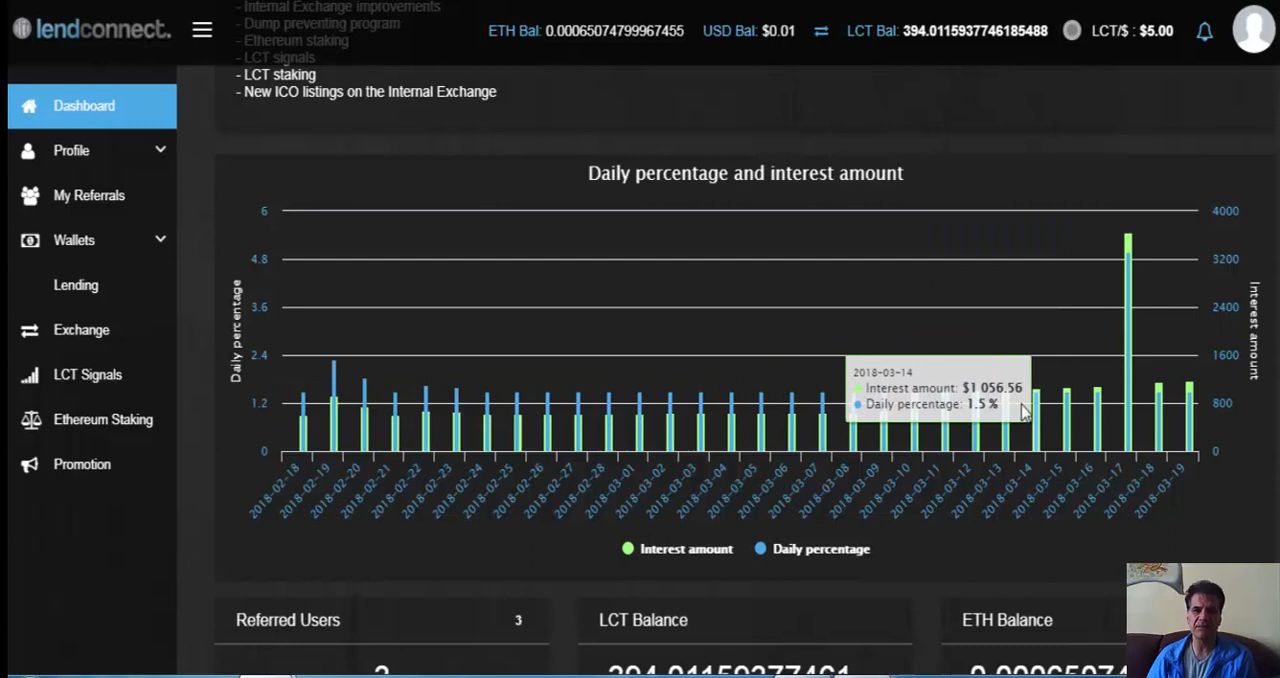 - Internal Exchange improvements
lendconnect.
ETH Bal: 0.00065074799967455 USD Bal: $0.01 LCT Bal: 394.0115937746185488 LCT/$ : $5.00
- Dump preventing program
- Ethereum staking
- LCT signals
- LCT staking
- New ICO listings on the Internal Exchange
Dashboard
Profile
My Referrals
Wallets
Lending
Exchange
LCT Signals
Ethereum Staking
Promotion
Daily percentage and interest amount
6
4.8
3.6
2.4
1.2
0
Daily percentage
4000
3200
2400
1600
800
0
Interest amount
2018-03-14
Interest amount: $1 056.56
Daily percentage: 1.5 %
2018-02-18
2018-02-19
2018-02-20
2018-02-21
2018-02-22
2018-02-23
2018-02-24
2018-02-25
2018-02-26
2018-02-27
2018-02-28
2018-03-01
2018-03-02
2018-03-03
2018-03-04
2018-03-05
2018-03-06
2018-03-07
2018-03-08
2018-03-09
2018-03-10
2018-03-11
2018-03-12
2018-03-13
2018-03-14
2018-03-15
2018-03-16
2018-03-17
2018-03-18
2018-03-19
Interest amount Daily percentage
Referred Users 3
LCT Balance
ETH Balance